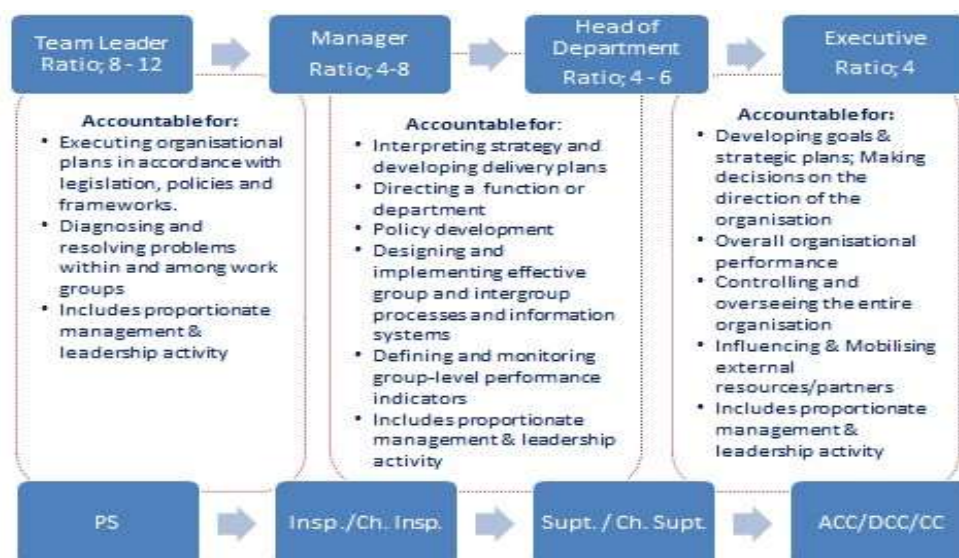 Team Leader
Ratio; 8 - 12
Manager
Ratio; 4-8
Head of
Department
Ratio; 4 - 6
Executive
Ratio; 4
Accountable for:
• Executing organisational
plans in accordance with
legislation, policies and
frameworks.
• Diagnosing and
resolving problems
within and among work
groups
• Includes proportionate
management &
leadership activity
Accountable for:
• Interpreting strategy and
developing delivery plans
• Directing a function or
department
• Policy development
• Designing and
implementing effective
group and intergroup
processes and information
systems
• Defining and monitoring
group-level performance
indicators
• Includes proportionate
management & leadership
activity
Accountable for:
• Developing goals &
strategic plans; Making
decisions on the
direction of the
organisation
• Overall organisational
performance
• Controlling and
overseeing the entire
organisation
• Influencing & Mobilising
external
resources/partners
• Includes proportionate
management &
leadership activity
PS
Insp./Ch. Insp.
Supt. / Ch. Supt.
ACC/DCC/CC